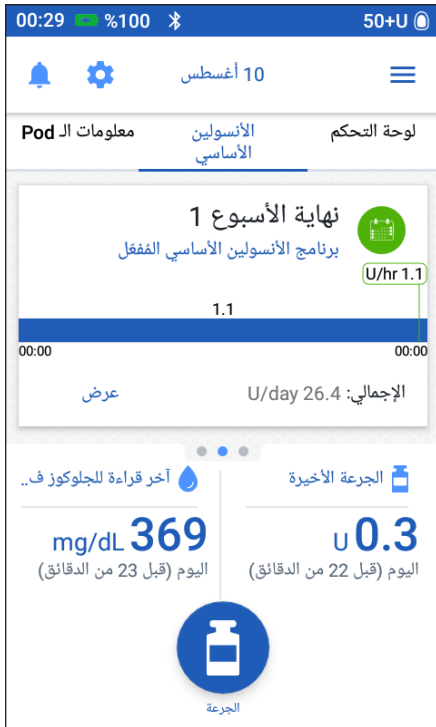 00:29 %100 50+U
10 أغسطس
لوحة التحكم
الأنسولين الأساسي
معلومات الـ Pod
نهاية الأسبوع 1
برنامج الأنسولين الأساسي المُفعّل
U/hr 1.1
1.1
00:00 00:00
الإجمالي: U/day 26.4
عرض
الجرعة الأخيرة
آخر قراءة للجلوكوز ف..
U 0.3
mg/dL 369
اليوم (قبل 22 من الدقائق)
اليوم (قبل 23 من الدقائق)
الجرعة